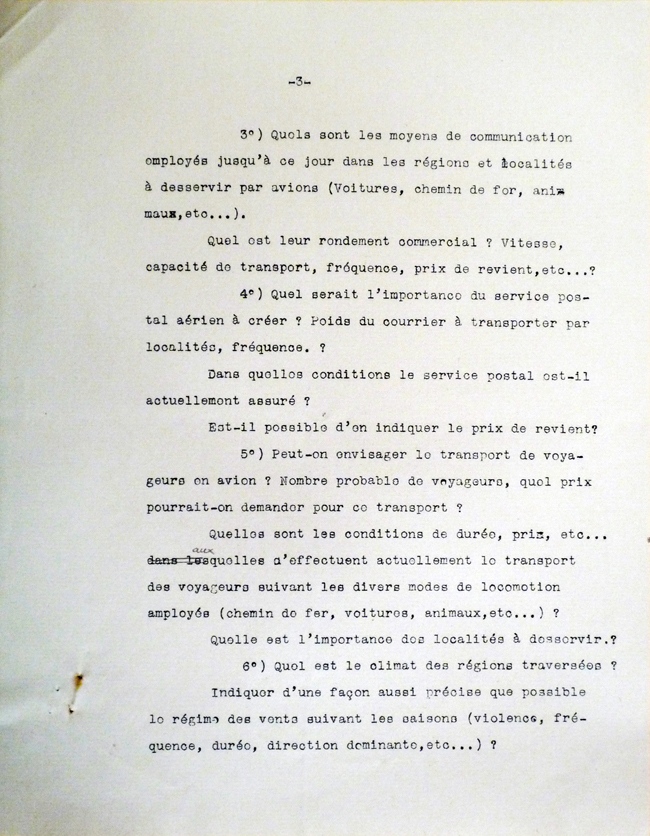 -3-
3°) Quels sont les moyens de communication
employés jusqu'à ce jour dans les régions et localités
à desservir par avions (Voitures, chemin de fer, ani-
maux,etc...).
Quel est leur rendement commercial ? Vitesse,
capacité de transport, fréquence, prix de revient,etc...?
4°) Quel serait l'importance du service pos-
tal aérien à créer ? Poids du courrier à transporter par
localités, fréquence. ?
Dans quelles conditions le service postal est-il
actuellement assuré ?
Est-il possible d'en indiquer le prix de revient?
5°) Peut-on envisager le transport de voya-
geurs en avion ? Nombre probable de voyageurs, quel prix
pourrait-on demander pour ce transport ?
Quelles sont les conditions de durée, prix, etc...
aux
dans lesquelles s'effectuent actuellement le transport
des voyageurs suivant les divers modes de locomotion
amployés (chemin de fer, voitures, animaux,etc...) ?
Quelle est l'importance des localités à desservir.?
6°) Quel est le climat des régions traversées ?
Indiquer d'une façon aussi précise que possible
le régime des vents suivant les saisons (violence, fré-
quence, durée, direction dominante,etc...) ?